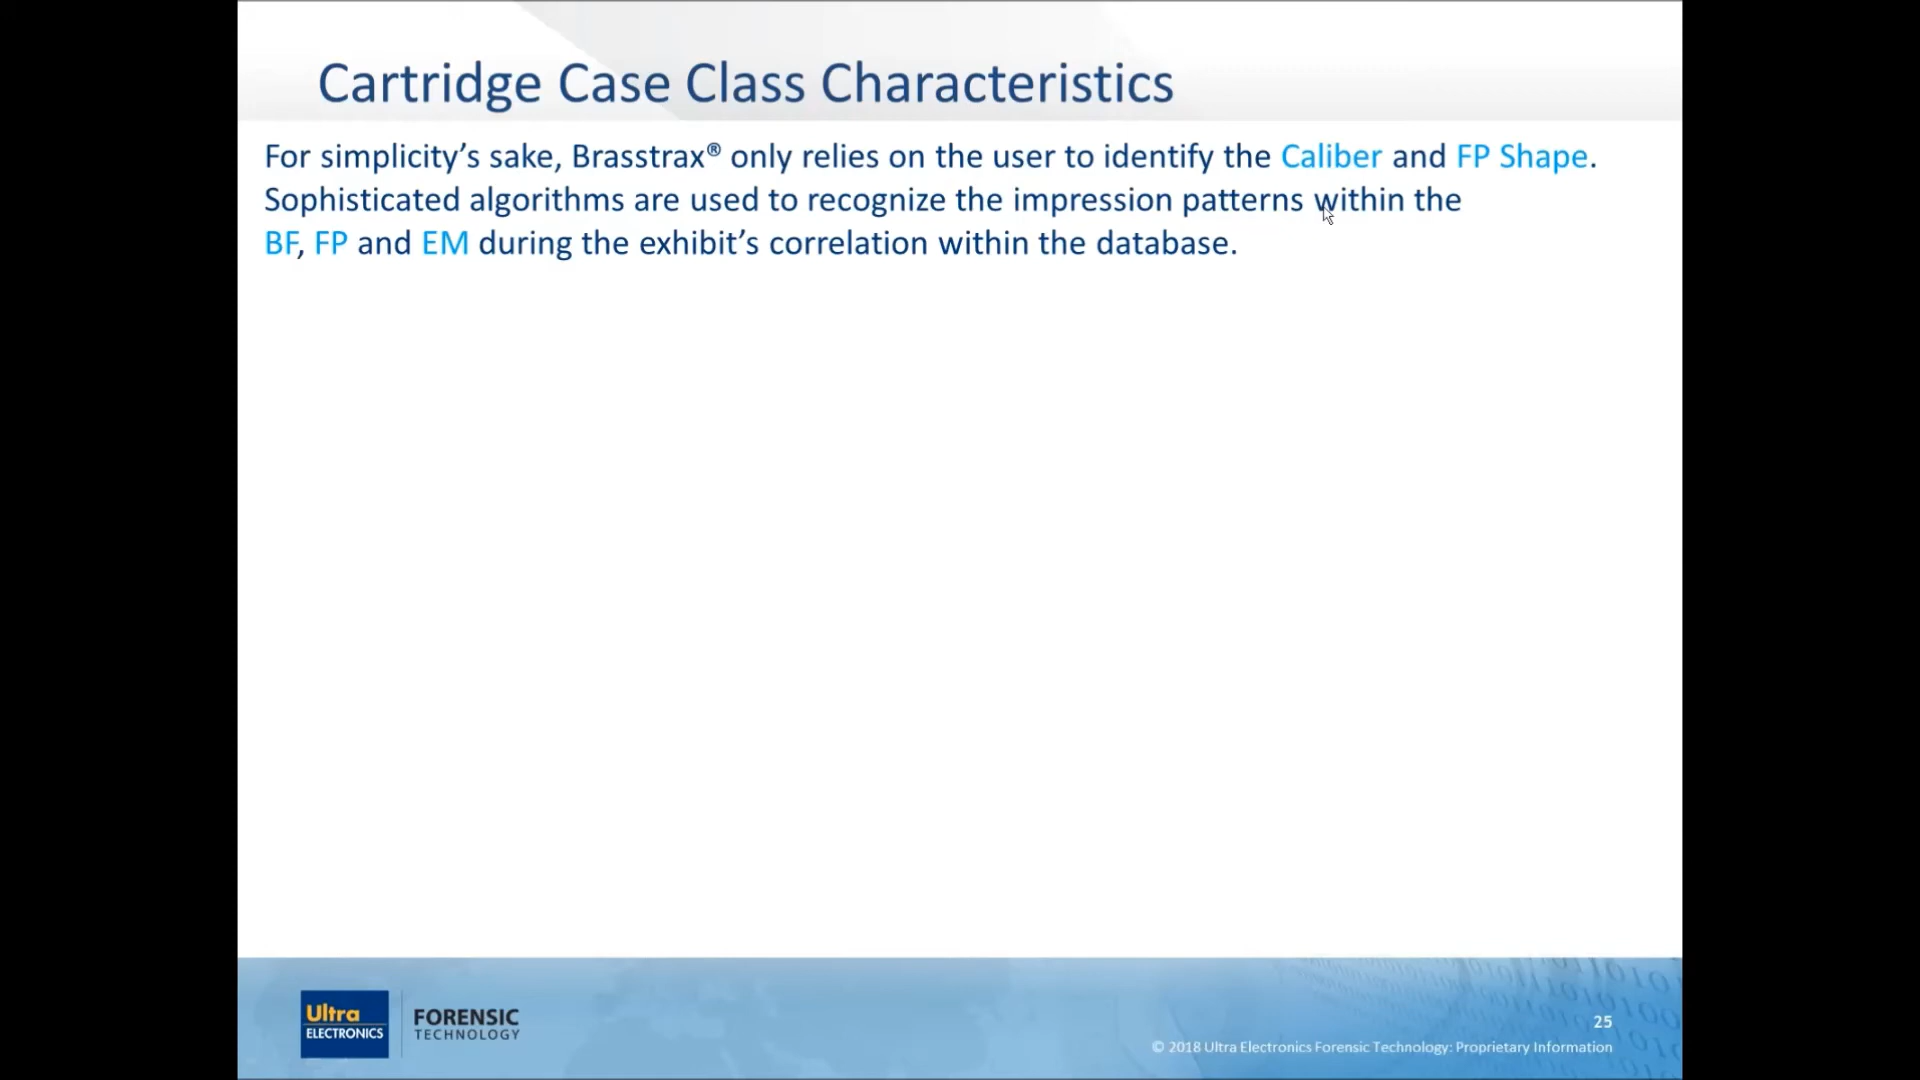 Cartridge Case Class Characteristics
For simplicity’s sake, Brasstrax® only relies on the user to identify the Caliber and FP Shape.
Sophisticated algorithms are used to recognize the impression patterns within the
BF, FP and EM during the exhibit’s correlation within the database.
Ultra
ELECTRONICS
FORENSIC
TECHNOLOGY
25
© 2018 Ultra Electronics Forensic Technology: Proprietary Information